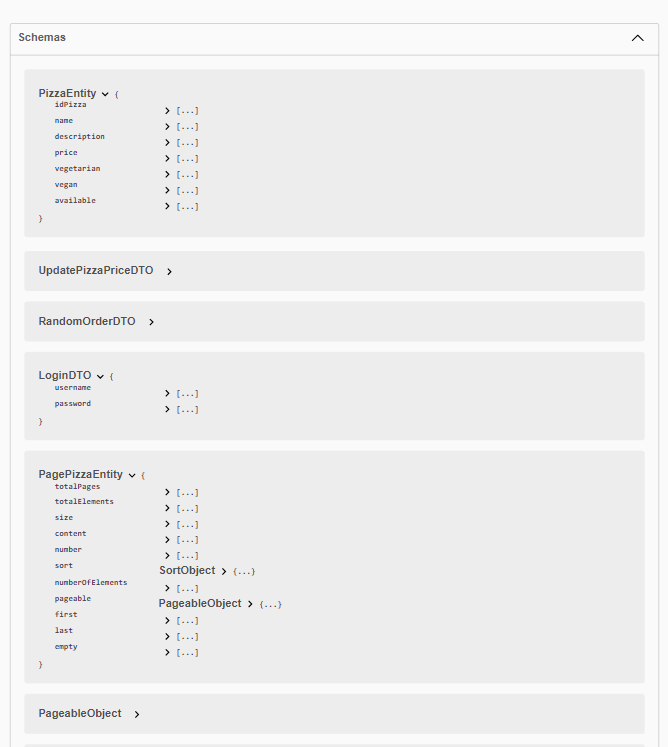 Schemas
PizzaEntity {
idPizza [...]
name [...]
description [...]
price [...]
vegetarian [...]
vegan [...]
available [...]
}
UpdatePizzaPriceDTO
RandomOrderDTO
LoginDTO {
username [...]
password [...]
}
PagePizzaEntity {
totalPages [...]
totalElements [...]
size [...]
content [...]
number [...]
sort SortObject {...}
numberOfElements [...]
pageable PageableObject {...}
first [...]
last [...]
empty [...]
}
PageableObject